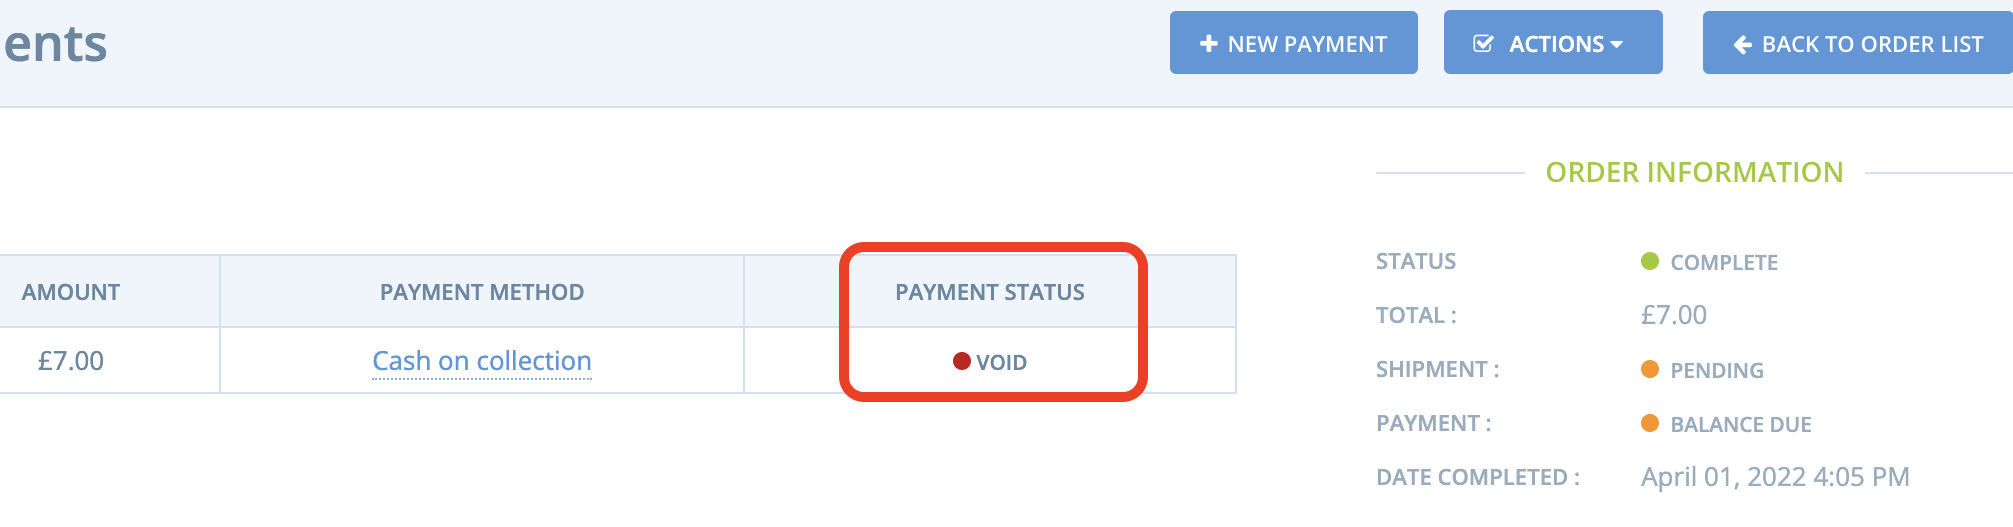 ents
NEW PAYMENT
ACTIONS
BACK TO ORDER LIST
AMOUNT PAYMENT METHOD PAYMENT STATUS
£7.00 Cash on collection VOID
ORDER INFORMATION
STATUS COMPLETE
TOTAL : £7.00
SHIPMENT : PENDING
PAYMENT : BALANCE DUE
DATE COMPLETED : April 01, 2022 4:05 PM